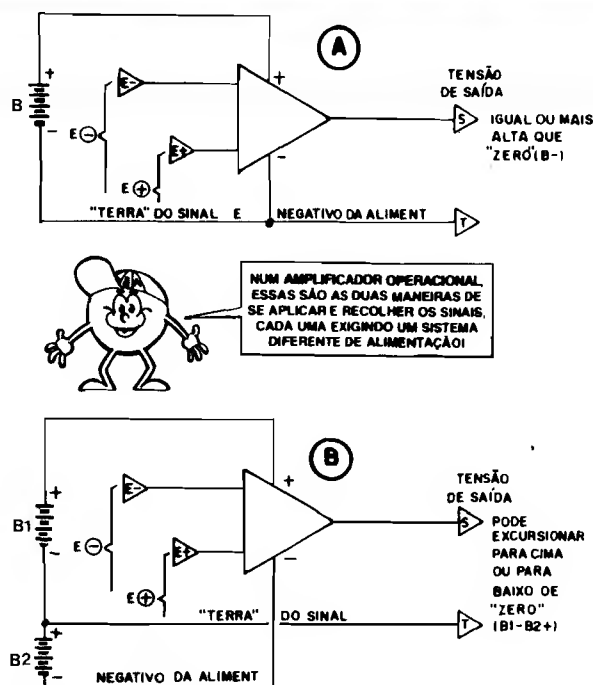 A
TENSÃO
DE SAÍDA
+
B
-
E-
E⊖
E+
E⊕
+
-
S
IGUAL OU MAIS
ALTA QUE
"ZERO"(B-)
"TERRA" DO SINAL E NEGATIVO DA ALIMENT
T
NUM AMPLIFICADOR OPERACIONAL,
ESSAS SÃO AS DUAS MANEIRAS DE
SE APLICAR E RECOLHER OS SINAIS,
CADA UMA EXIGINDO UM SISTEMA
DIFERENTE DE ALIMENTAÇÃO!
B
TENSÃO
DE SAÍDA
+
B1
-
E-
E⊖
E+
E⊕
+
-
S
PODE
EXCURSIONAR
PARA CIMA
OU PARA
BAIXO DE
"ZERO"
(B1-B2+)
"TERRA" DO SINAL
T
+
B2
-
NEGATIVO DA ALIMENT